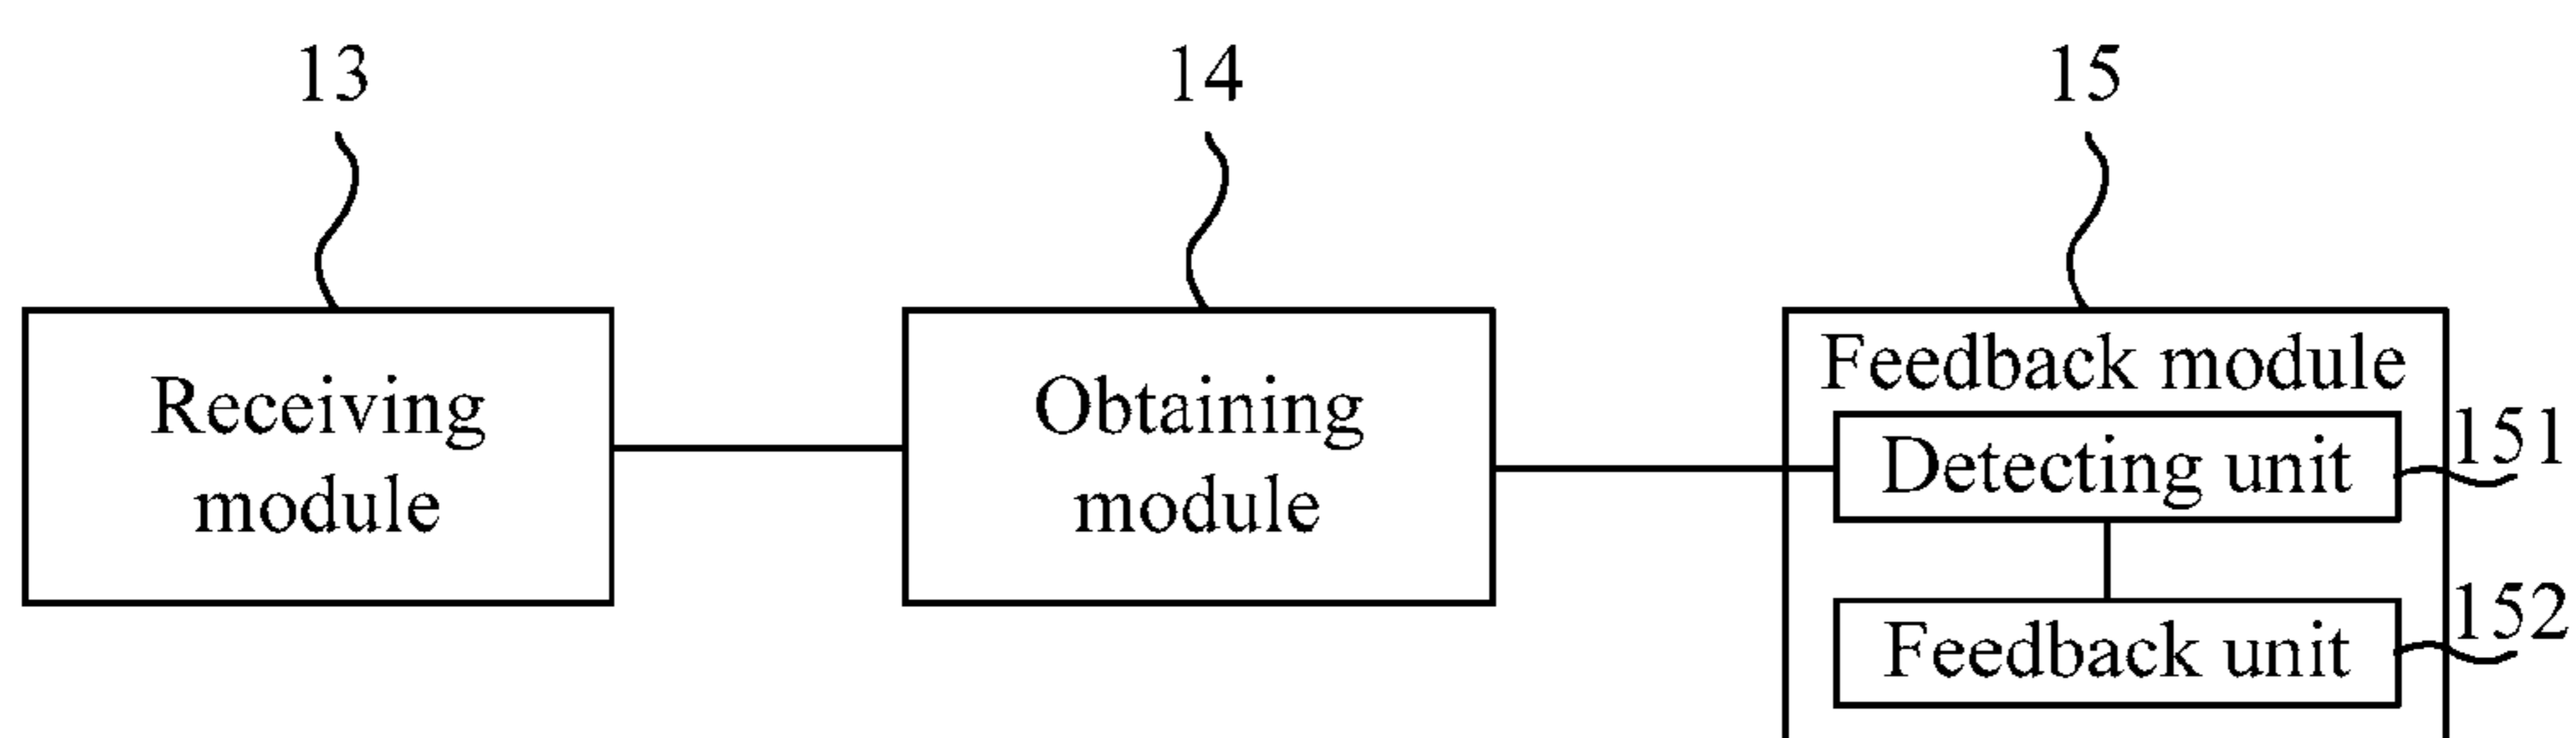 13
14
15
Receiving
module
Obtaining
module
Feedback module
Detecting unit
151
Feedback unit
152